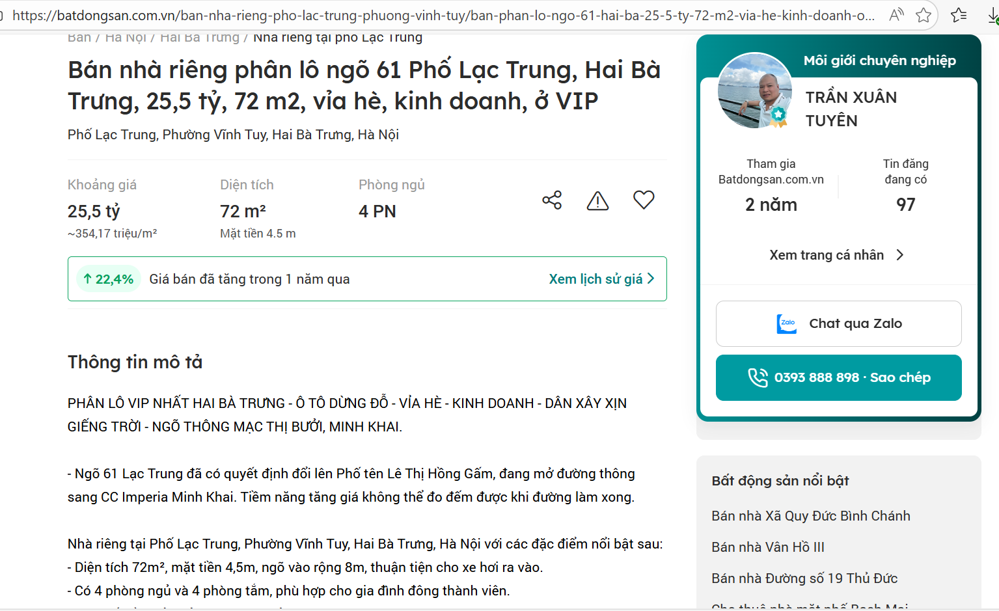 https://batdongsan.com.vn/ban-nha-rieng-pho-lac-trung-phuong-vinh-tuy/ban-phan-lo-ngo-61-hai-ba-25-5-ty-72-m2-via-he-kinh-doanh-o...
Bán / Hà Nội / Hai Bà Trưng / Nhà riêng tại phố Lạc Trung
Bán nhà riêng phân lô ngõ 61 Phố Lạc Trung, Hai Bà
Trưng, 25,5 tỷ, 72 m2, vỉa hè, kinh doanh, ở VIP
Phố Lạc Trung, Phường Vĩnh Tuy, Hai Bà Trưng, Hà Nội
Khoảng giá
25,5 tỷ
~354,17 triệu/m²
Diện tích
72 m²
Mặt tiền 4.5 m
Phòng ngủ
4 PN
22,4% Giá bán đã tăng trong 1 năm qua
Xem lịch sử giá
Thông tin mô tả
PHÂN LÔ VIP NHẤT HAI BÀ TRƯNG - Ô TÔ DỪNG ĐỖ - VỈA HÈ - KINH DOANH - DÂN XÂY XỊN
GIẾNG TRỜI - NGÕ THÔNG MẠC THỊ BƯỞI, MINH KHAI.
- Ngõ 61 Lạc Trung đã có quyết định đổi lên Phố tên Lê Thị Hồng Gấm, đang mở đường thông
sang CC Imperia Minh Khai. Tiềm năng tăng giá không thể đo đếm được khi đường làm xong.
Nhà riêng tại Phố Lạc Trung, Phường Vĩnh Tuy, Hai Bà Trưng, Hà Nội với các đặc điểm nổi bật sau:
- Diện tích 72m², mặt tiền 4,5m, ngõ vào rộng 8m, thuận tiện cho xe hơi ra vào.
- Có 4 phòng ngủ và 4 phòng tắm, phù hợp cho gia đình đông thành viên.
Môi giới chuyên nghiệp
TRẦN XUÂN
TUYÊN
Tham gia
Batdongsan.com.vn
2 năm
Tin đăng
đang có
97
Xem trang cá nhân
Zalo Chat qua Zalo
0393 888 898 · Sao chép
Bất động sản nổi bật
Bán nhà Xã Quy Đức Bình Chánh
Bán nhà Vân Hồ III
Bán nhà Đường số 19 Thủ Đức
Cho thuê nhà mặt phố Bạch Mai